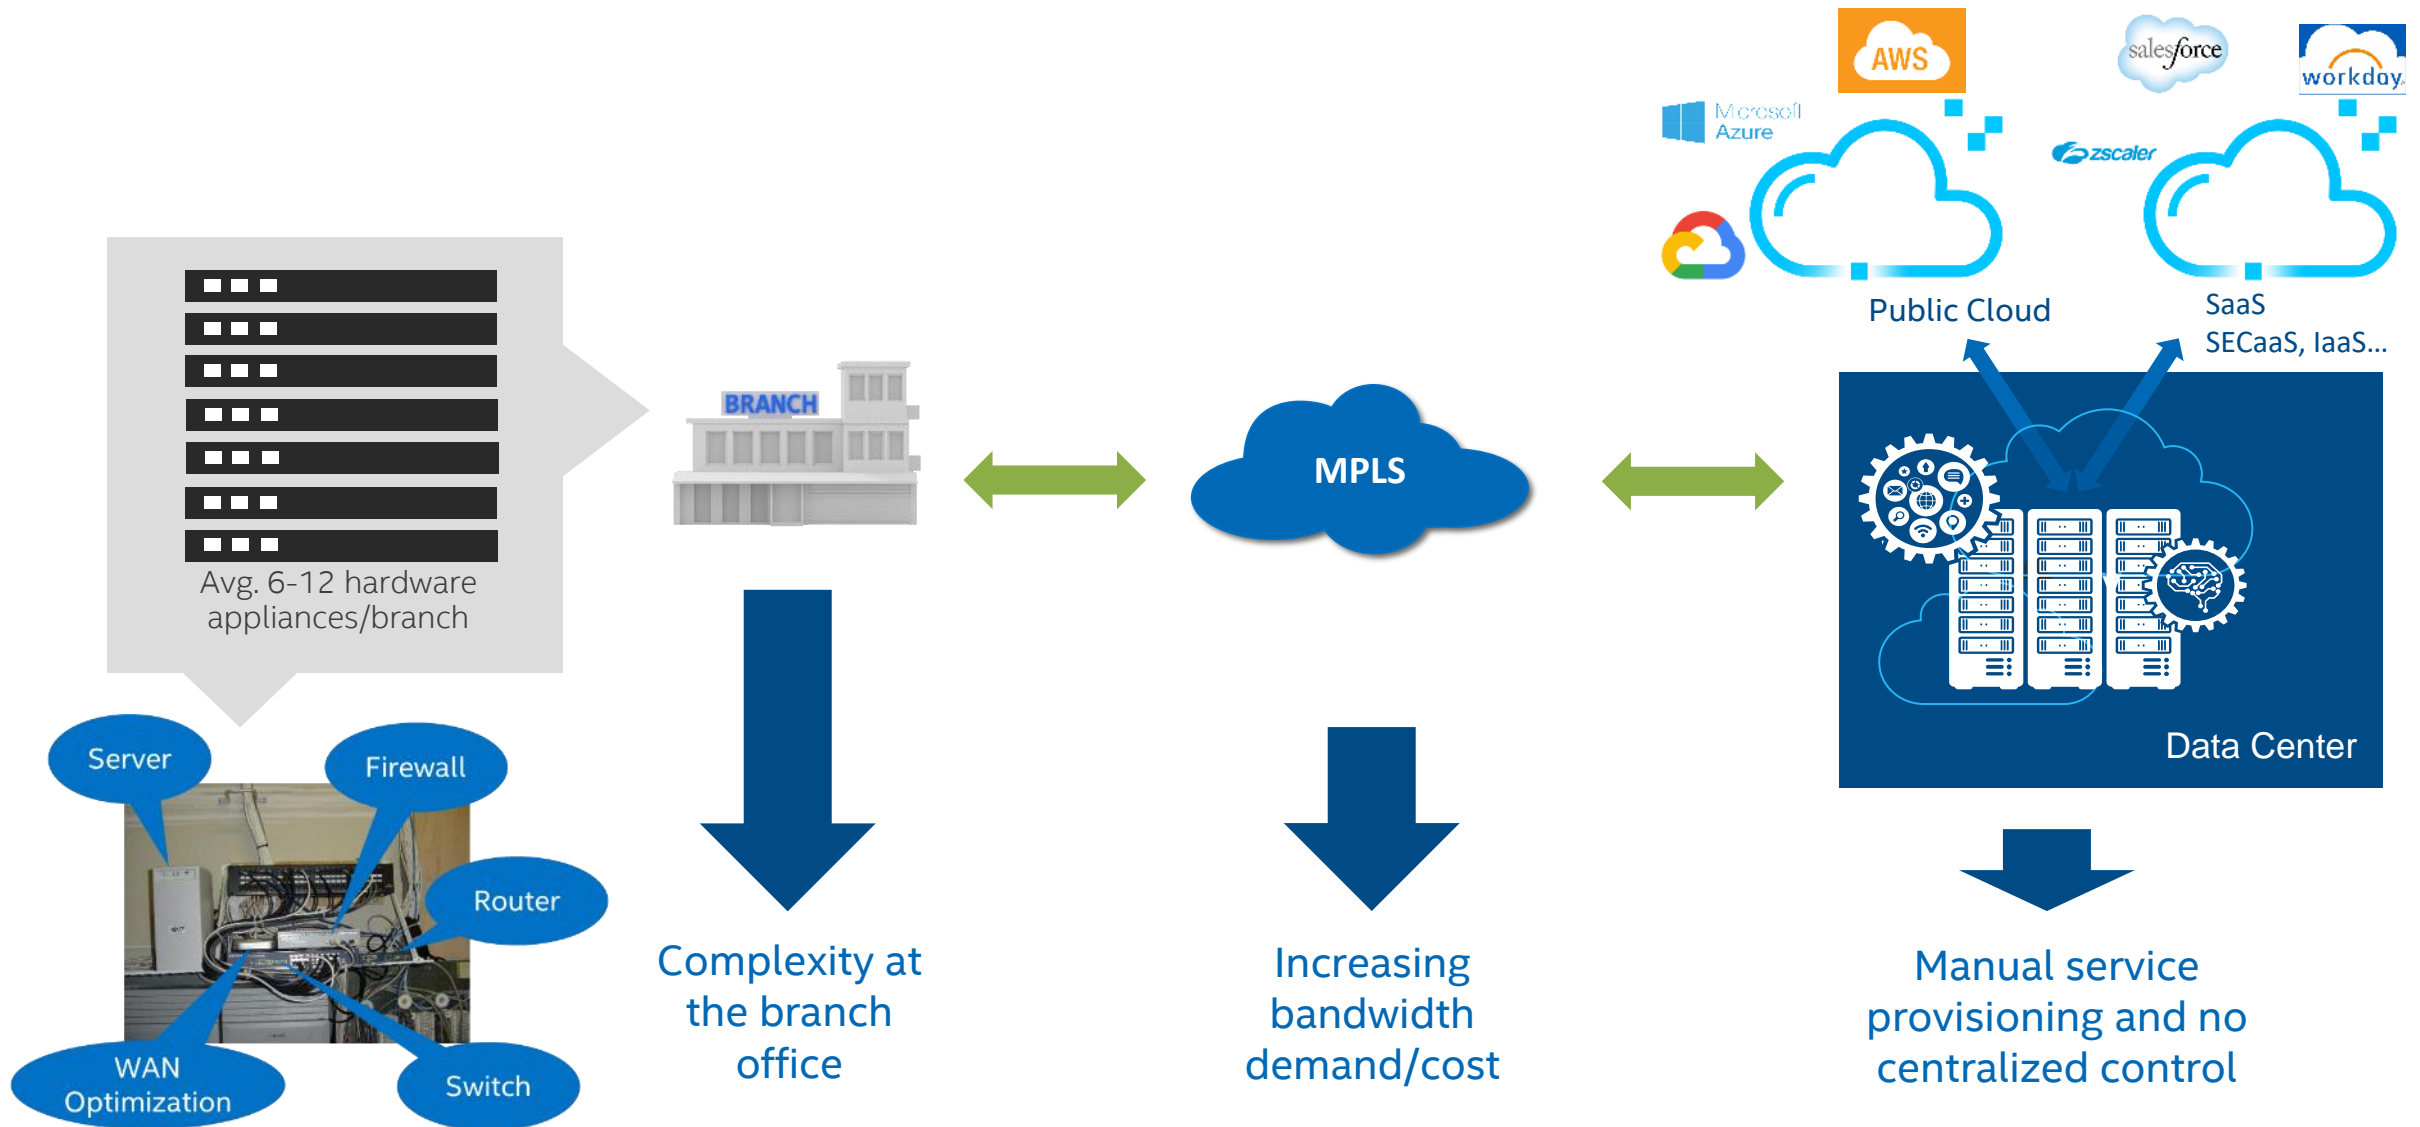 AWS
salesforce
workday
Microsoft
Azure
zscaler
Public Cloud
SaaS
SECaaS, IaaS...
BRANCH
MPLS
Avg. 6-12 hardware
appliances/branch
Data Center
Server
Firewall
Router
WAN
Optimization
Switch
Complexity at
the branch
office
Increasing
bandwidth
demand/cost
Manual service
provisioning and no
centralized control